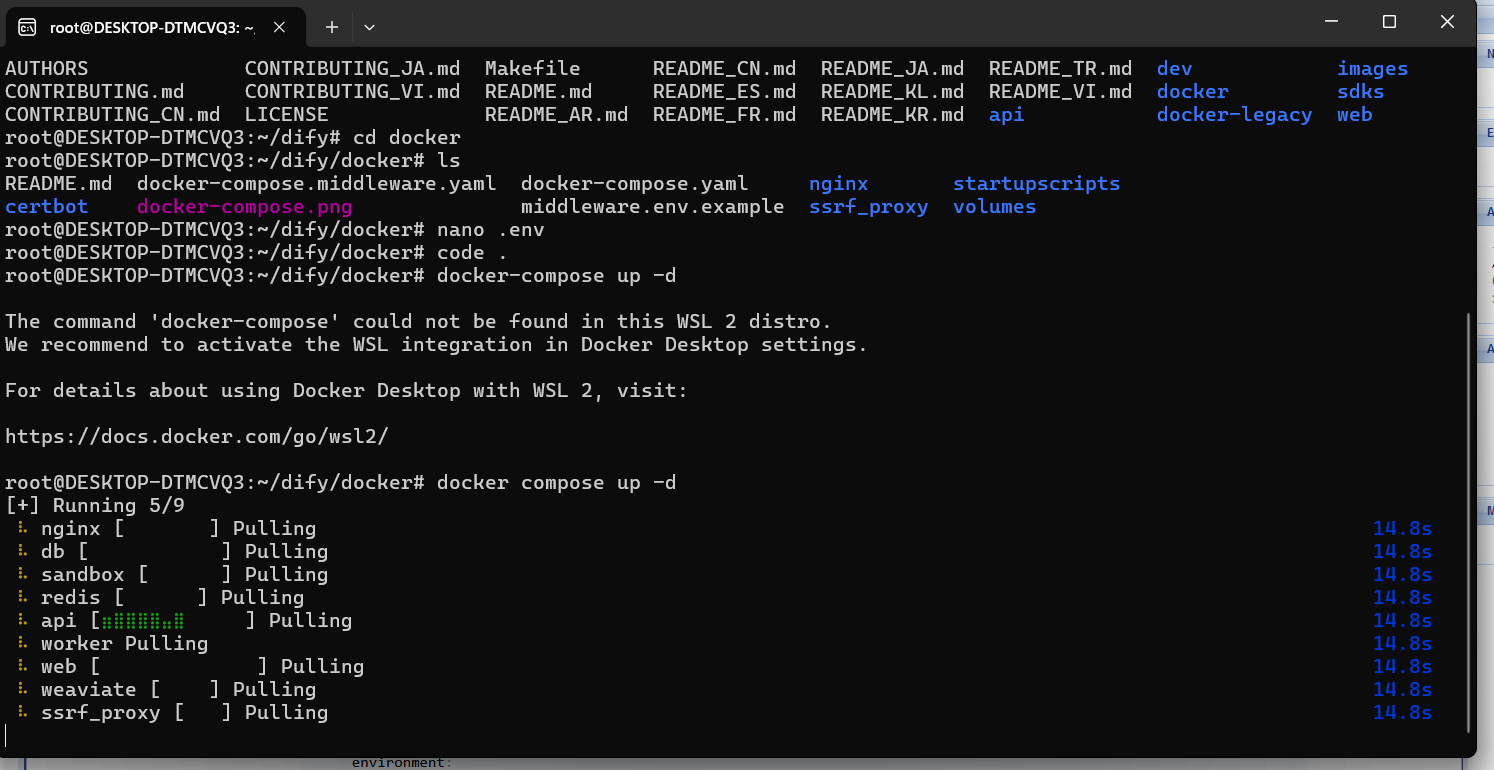 root@DESKTOP-DTMCVQ3: ~,
AUTHORS CONTRIBUTING_JA.md Makefile README_CN.md README_JA.md README_TR.md dev images
CONTRIBUTING.md CONTRIBUTING_VI.md README.md README_ES.md README_KL.md README_VI.md docker sdks
CONTRIBUTING_CN.md LICENSE README_AR.md README_FR.md README_KR.md api docker-legacy web
root@DESKTOP-DTMCVQ3:~/dify# cd docker
root@DESKTOP-DTMCVQ3:~/dify/docker# ls
README.md docker-compose.middleware.yaml docker-compose.yaml nginx startupscripts
certbot docker-compose.png middleware.env.example ssrf_proxy volumes
root@DESKTOP-DTMCVQ3:~/dify/docker# nano .env
root@DESKTOP-DTMCVQ3:~/dify/docker# code .
root@DESKTOP-DTMCVQ3:~/dify/docker# docker-compose up -d
The command 'docker-compose' could not be found in this WSL 2 distro.
We recommend to activate the WSL integration in Docker Desktop settings.
For details about using Docker Desktop with WSL 2, visit:
https://docs.docker.com/go/wsl2/
root@DESKTOP-DTMCVQ3:~/dify/docker# docker compose up -d
[+] Running 5/9
⠧ nginx [       ] Pulling 14.8s
⠧ db [           ] Pulling 14.8s
⠧ sandbox [      ] Pulling 14.8s
⠧ redis [      ] Pulling 14.8s
⠧ api [⣶⣿⣿⣿⣿⣤⣿     ] Pulling 14.8s
⠧ worker Pulling 14.8s
⠧ web [             ] Pulling 14.8s
⠧ weaviate [    ] Pulling 14.8s
⠧ ssrf_proxy [   ] Pulling 14.8s
environment: